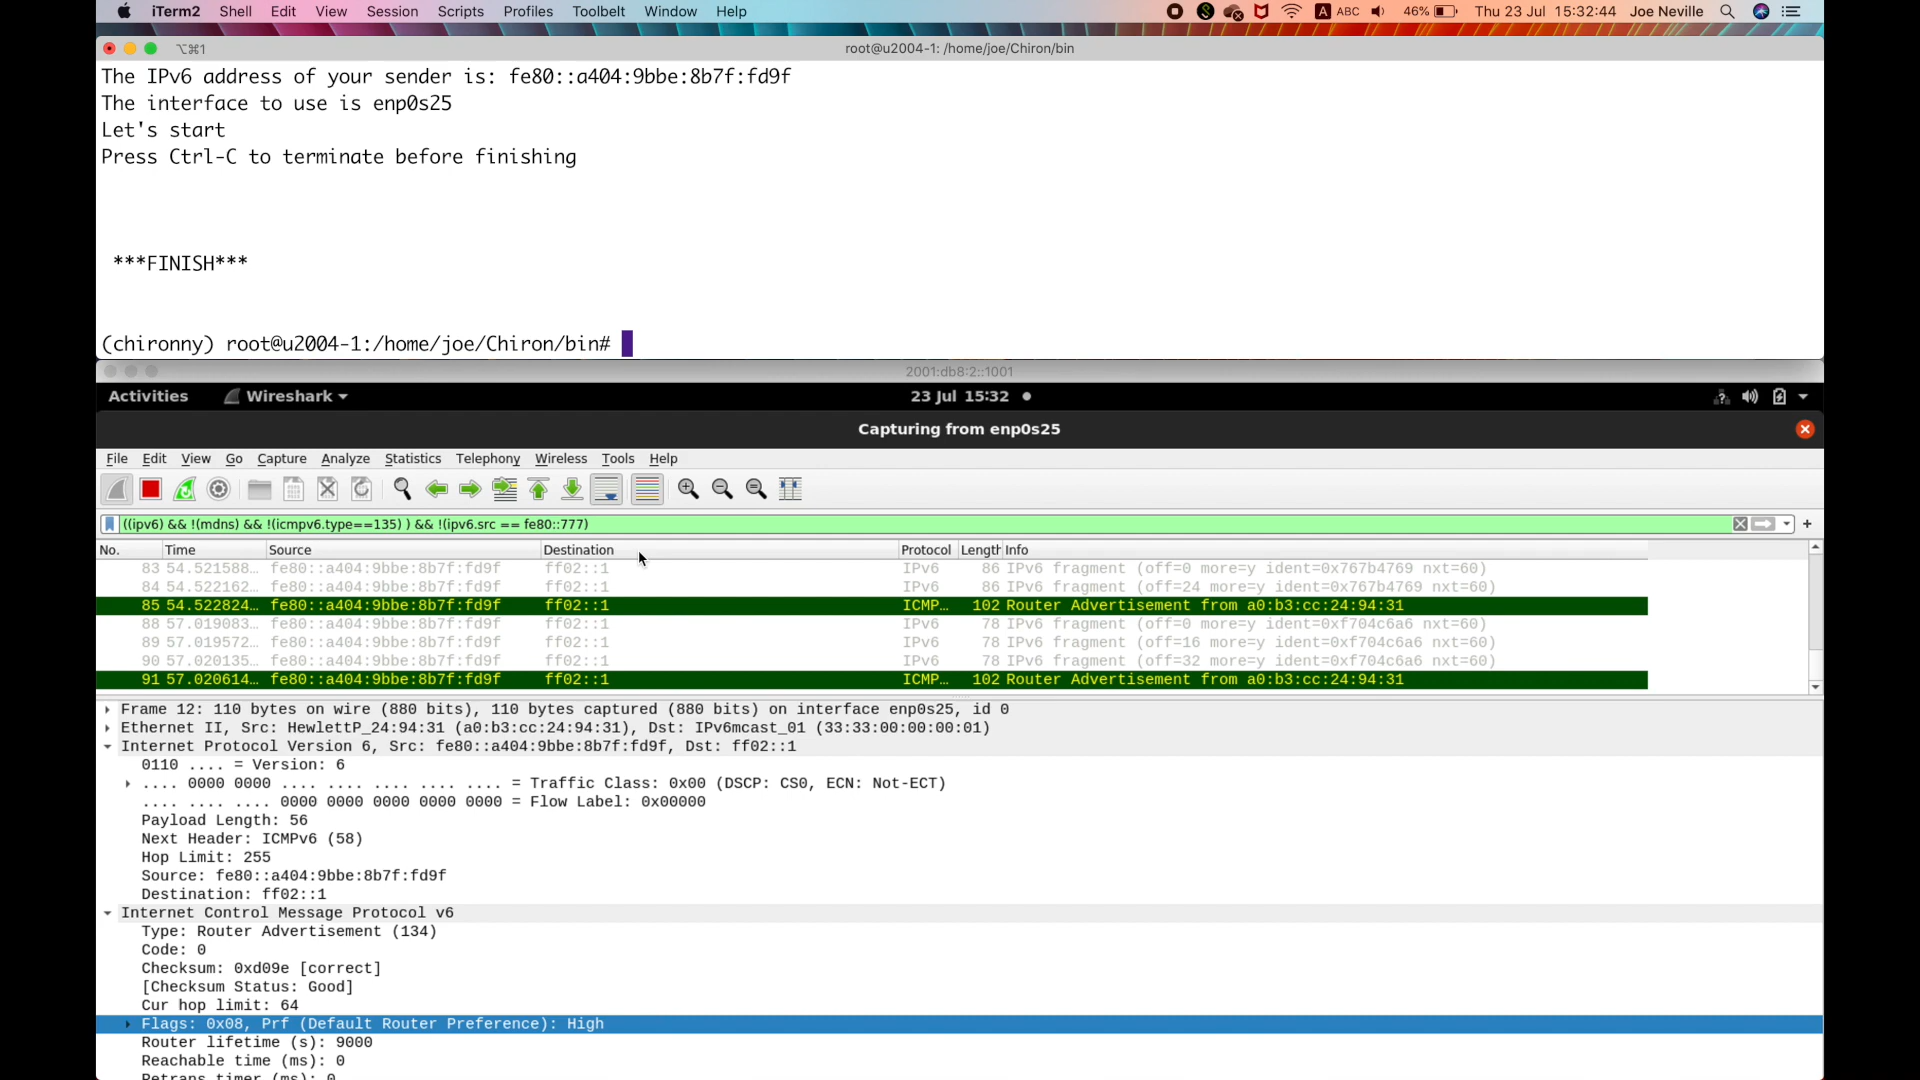 iTerm2 Shell Edit View Session Scripts Profiles Toolbelt Window Help A ABC 46% Thu 23 Jul 15:32:44 Joe Neville
⌥⌘1 root@u2004-1: /home/joe/Chiron/bin
The IPv6 address of your sender is: fe80::a404:9bbe:8b7f:fd9f
The interface to use is enp0s25
Let's start
Press Ctrl-C to terminate before finishing
***FINISH***
(chironny) root@u2004-1:/home/joe/Chiron/bin#
2001:db8:2::1001
Activities Wireshark 23 Jul 15:32
Capturing from enp0s25
File Edit View Go Capture Analyze Statistics Telephony Wireless Tools Help
((ipv6) && !(mdns) && !(icmpv6.type==135) ) && !(ipv6.src == fe80::777)
No. Time Source Destination Protocol Length Info
83 54.521588… fe80::a404:9bbe:8b7f:fd9f ff02::1 IPv6 86 IPv6 fragment (off=0 more=y ident=0x767b4769 nxt=60)
84 54.522162… fe80::a404:9bbe:8b7f:fd9f ff02::1 IPv6 86 IPv6 fragment (off=24 more=y ident=0x767b4769 nxt=60)
85 54.522824… fe80::a404:9bbe:8b7f:fd9f ff02::1 ICMP… 102 Router Advertisement from a0:b3:cc:24:94:31
88 57.019083… fe80::a404:9bbe:8b7f:fd9f ff02::1 IPv6 78 IPv6 fragment (off=0 more=y ident=0xf704c6a6 nxt=60)
89 57.019572… fe80::a404:9bbe:8b7f:fd9f ff02::1 IPv6 78 IPv6 fragment (off=16 more=y ident=0xf704c6a6 nxt=60)
90 57.020135… fe80::a404:9bbe:8b7f:fd9f ff02::1 IPv6 78 IPv6 fragment (off=32 more=y ident=0xf704c6a6 nxt=60)
91 57.020614… fe80::a404:9bbe:8b7f:fd9f ff02::1 ICMP… 102 Router Advertisement from a0:b3:cc:24:94:31
Frame 12: 110 bytes on wire (880 bits), 110 bytes captured (880 bits) on interface enp0s25, id 0
Ethernet II, Src: HewlettP_24:94:31 (a0:b3:cc:24:94:31), Dst: IPv6mcast_01 (33:33:00:00:00:01)
Internet Protocol Version 6, Src: fe80::a404:9bbe:8b7f:fd9f, Dst: ff02::1
0110 .... = Version: 6
.... 0000 0000 .... .... .... .... .... = Traffic Class: 0x00 (DSCP: CS0, ECN: Not-ECT)
.... .... .... 0000 0000 0000 0000 0000 = Flow Label: 0x00000
Payload Length: 56
Next Header: ICMPv6 (58)
Hop Limit: 255
Source: fe80::a404:9bbe:8b7f:fd9f
Destination: ff02::1
Internet Control Message Protocol v6
Type: Router Advertisement (134)
Code: 0
Checksum: 0xd09e [correct]
[Checksum Status: Good]
Cur hop limit: 64
Flags: 0x08, Prf (Default Router Preference): High
Router lifetime (s): 9000
Reachable time (ms): 0
Retrans timer (ms): 0